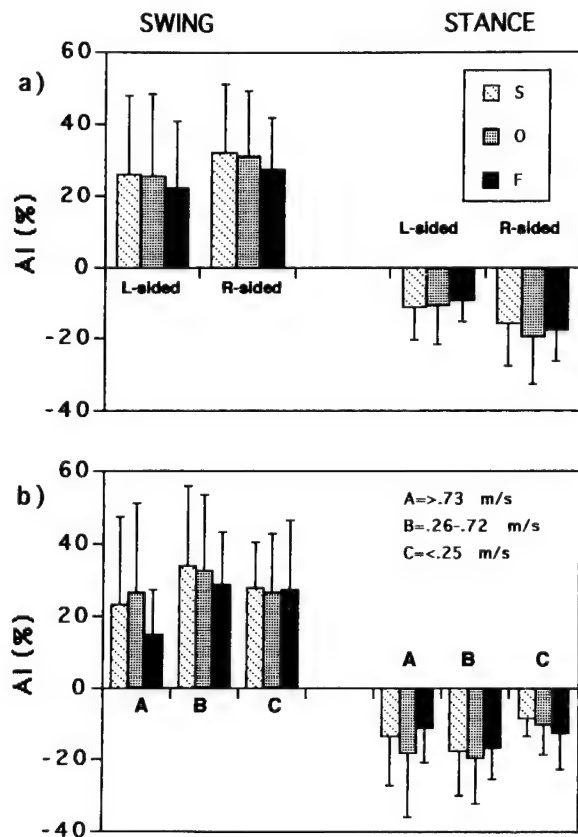 SWING STANCE
a)
60
40
20
0
-20
-40
AI (%)
S
O
F
L-sided R-sided
L-sided R-sided
b)
60
40
20
0
-20
-40
AI (%)
A=>.73 m/s
B=.26-.72 m/s
C=<.25 m/s
A B C
A B C